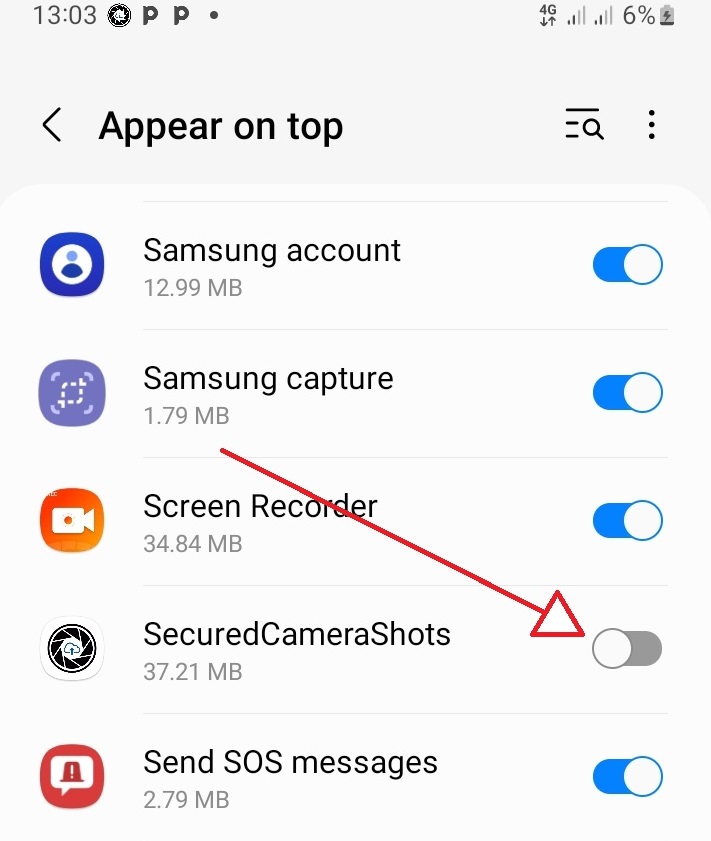 13:03
4G 6%
Appear on top
Samsung account
12.99 MB
Samsung capture
1.79 MB
Screen Recorder
34.84 MB
SecuredCameraShots
37.21 MB
Send SOS messages
2.79 MB